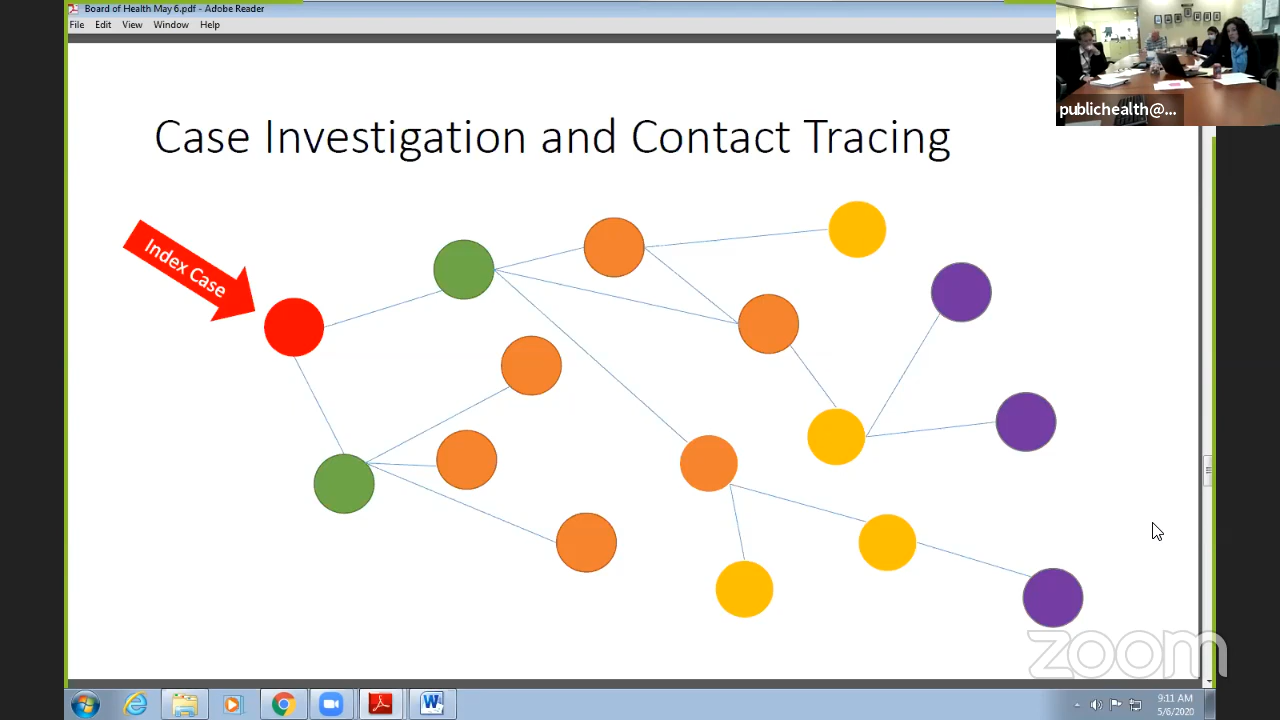 Board of Health May 6.pdf - Adobe Reader
File Edit View Window Help
publichealth@...
Case Investigation and Contact Tracing
Index Case
zoom
9:11 AM
5/6/2020